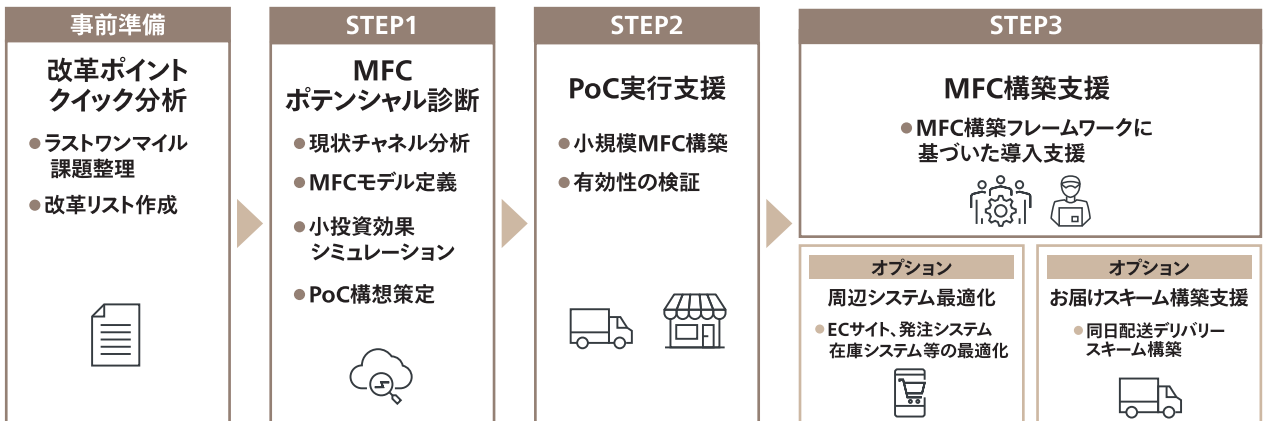 事前準備
改革ポイント
クイック分析
●ラストワンマイル
課題整理
●改革リスト作成
STEP1
MFC
ポテンシャル診断
●現状チャネル分析
●MFCモデル定義
●小投資効果
シミュレーション
●PoC構想策定
STEP2
PoC実行支援
●小規模MFC構築
●有効性の検証
STEP3
MFC構築支援
●MFC構築フレームワークに
基づいた導入支援
オプション
周辺システム最適化
●ECサイト、発注システム
在庫システム等の最適化
オプション
お届けスキーム構築支援
●同日配送デリバリー
スキーム構築